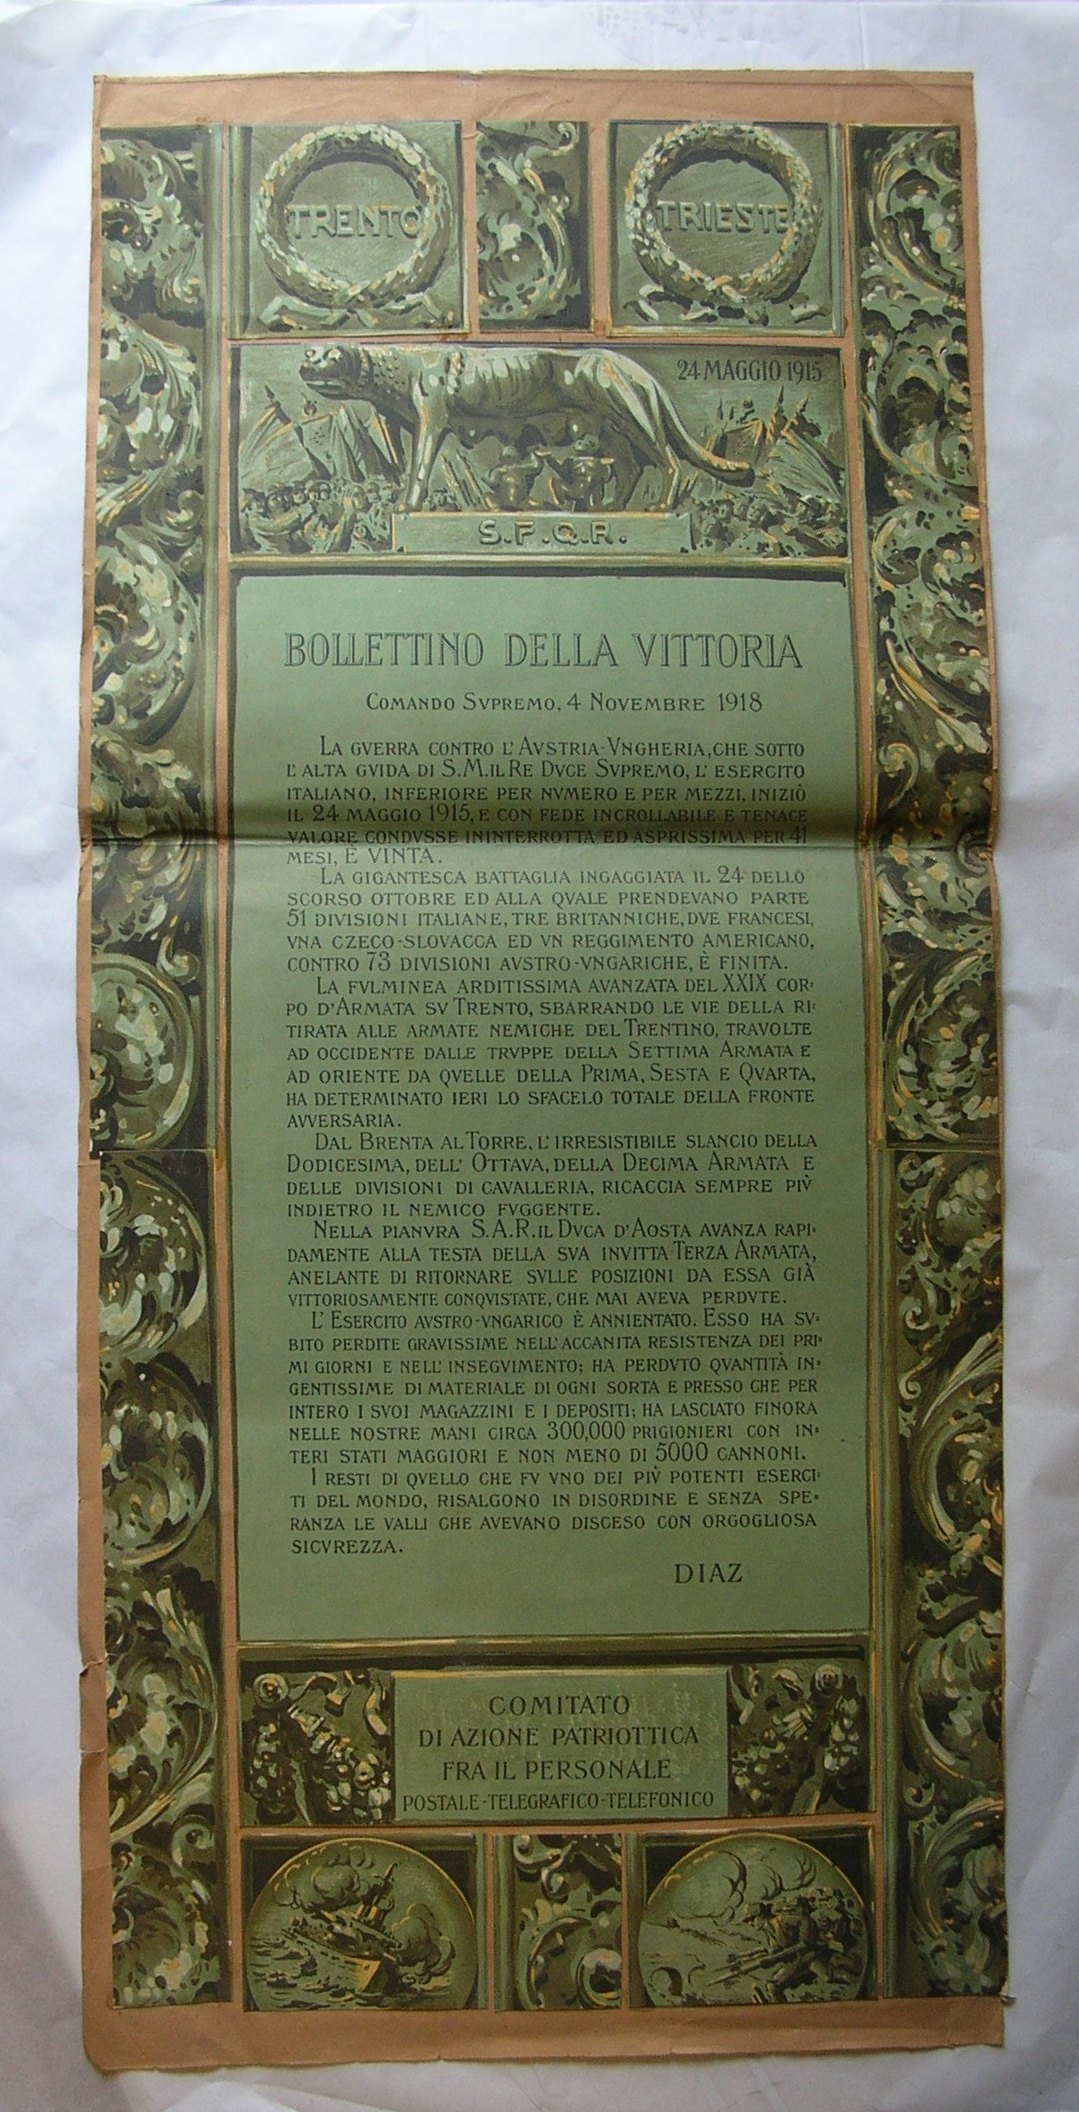 TRENTO
TRIESTE
24 MAGGIO 1915
S.P.Q.R.
BOLLETTINO DELLA VITTORIA
COMANDO SVPREMO, 4 NOVEMBRE 1918
LA GVERRA CONTRO L'AVSTRIA-VNGHERIA, CHE SOTTO
L'ALTA GVIDA DI S.M. IL RE DVCE SVPREMO, L'ESERCITO
ITALIANO, INFERIORE PER NVMERO E PER MEZZI, INIZIÒ
IL 24 MAGGIO 1915, E CON FEDE INCROLLABILE E TENACE
VALORE CONDVSSE ININTERROTTA ED ASPRISSIMA PER 41
MESI, È VINTA.
LA GIGANTESCA BATTAGLIA INGAGGIATA IL 24 DELLO
SCORSO OTTOBRE ED ALLA QVALE PRENDEVANO PARTE
51 DIVISIONI ITALIANE, TRE BRITANNICHE, DVE FRANCESI,
VNA CZECO-SLOVACCA ED VN REGGIMENTO AMERICANO,
CONTRO 73 DIVISIONI AVSTRO-VNGARICHE, È FINITA.
LA FVLMINEA ARDITISSIMA AVANZATA DEL XXIX COR-
PO D'ARMATA SV TRENTO, SBARRANDO LE VIE DELLA RI-
TIRATA ALLE ARMATE NEMICHE DEL TRENTINO, TRAVOLTE
AD OCCIDENTE DALLE TRVPPE DELLA SETTIMA ARMATA E
AD ORIENTE DA QVELLE DELLA PRIMA, SESTA E QVARTA,
HA DETERMINATO IERI LO SFACELO TOTALE DELLA FRONTE
AVVERSARIA.
DAL BRENTA AL TORRE, L'IRRESISTIBILE SLANCIO DELLA
DODICESIMA, DELL'OTTAVA, DELLA DECIMA ARMATA E
DELLE DIVISIONI DI CAVALLERIA, RICACCIA SEMPRE PIV̀
INDIETRO IL NEMICO FVGGENTE.
NELLA PIANVRA S.A.R. IL DVCA D'AOSTA AVANZA RAPI-
DAMENTE ALLA TESTA DELLA SVA INVITTA TERZA ARMATA,
ANELANTE DI RITORNARE SVLLE POSIZIONI DA ESSA GIÀ
VITTORIOSAMENTE CONQVISTATE, CHE MAI AVEVA PERDVTE.
L'ESERCITO AVSTRO-VNGARICO È ANNIENTATO. ESSO HA SV-
BITO PERDITE GRAVISSIME NELL'ACCANITA RESISTENZA DEI PRI-
MI GIORNI E NELL'INSEGVIMENTO; HA PERDVTO QVANTITÀ IN-
GENTISSIME DI MATERIALE DI OGNI SORTA E PRESSO CHE PER
INTERO I SVOI MAGAZZINI E I DEPOSITI; HA LASCIATO FINORA
NELLE NOSTRE MANI CIRCA 300,000 PRIGIONIERI CON IN-
TERI STATI MAGGIORI E NON MENO DI 5000 CANNONI.
I RESTI DI QVELLO CHE FV VNO DEI PIV̀ POTENTI ESERCI-
TI DEL MONDO, RISALGONO IN DISORDINE E SENZA SPE-
RANZA LE VALLI CHE AVEVANO DISCESO CON ORGOGLIOSA
SICVREZZA.
DIAZ
COMITATO
DI AZIONE PATRIOTTICA
FRA IL PERSONALE
POSTALE-TELEGRAFICO-TELEFONICO